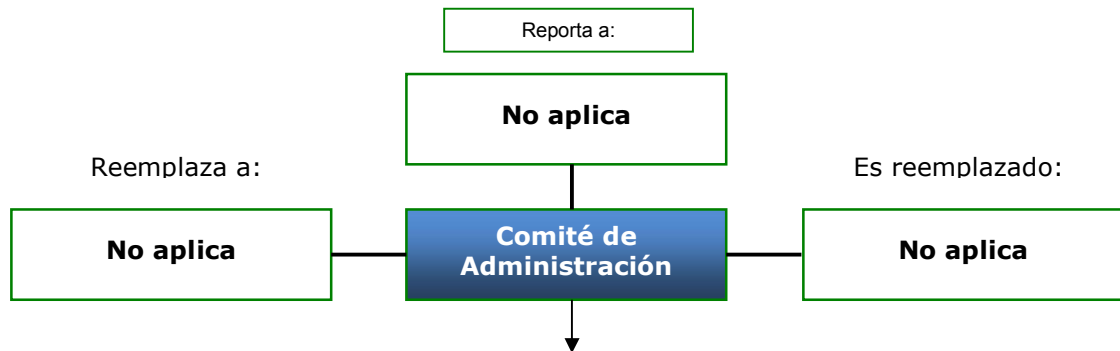 Reporta a:
No aplica
Reemplaza a:
Es reemplazado:
No aplica
Comité de
Administración
No aplica